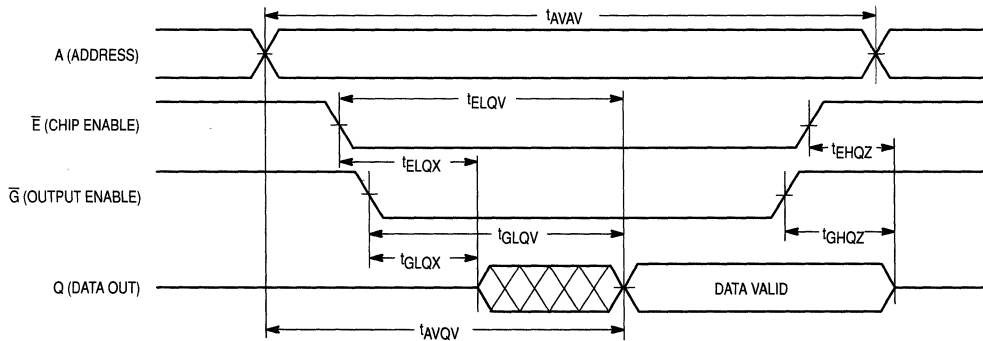 tAVAV
A (ADDRESS)
tELQV
E̅ (CHIP ENABLE)
tEHQZ
tELQX
G̅ (OUTPUT ENABLE)
tGLQV
tGHQZ
tGLQX
Q (DATA OUT)
DATA VALID
tAVQV